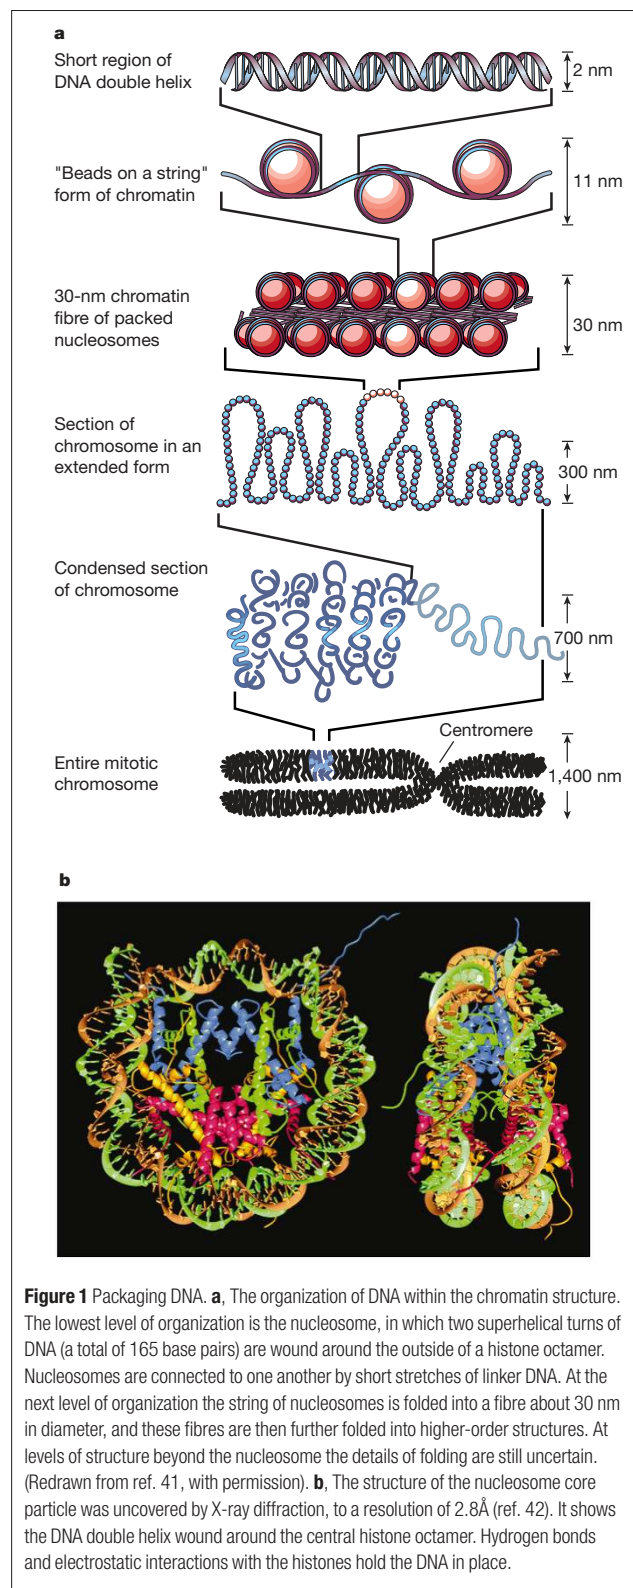 a
Short region of
DNA double helix
2 nm
"Beads on a string"
form of chromatin
11 nm
30-nm chromatin
fibre of packed
nucleosomes
30 nm
Section of
chromosome in an
extended form
300 nm
Condensed section
of chromosome
700 nm
Centromere
Entire mitotic
chromosome
1,400 nm
b
Figure 1 Packaging DNA. a, The organization of DNA within the chromatin structure.
The lowest level of organization is the nucleosome, in which two superhelical turns of
DNA (a total of 165 base pairs) are wound around the outside of a histone octamer.
Nucleosomes are connected to one another by short stretches of linker DNA. At the
next level of organization the string of nucleosomes is folded into a fibre about 30 nm
in diameter, and these fibres are then further folded into higher-order structures. At
levels of structure beyond the nucleosome the details of folding are still uncertain.
(Redrawn from ref. 41, with permission). b, The structure of the nucleosome core
particle was uncovered by X-ray diffraction, to a resolution of 2.8Å (ref. 42). It shows
the DNA double helix wound around the central histone octamer. Hydrogen bonds
and electrostatic interactions with the histones hold the DNA in place.